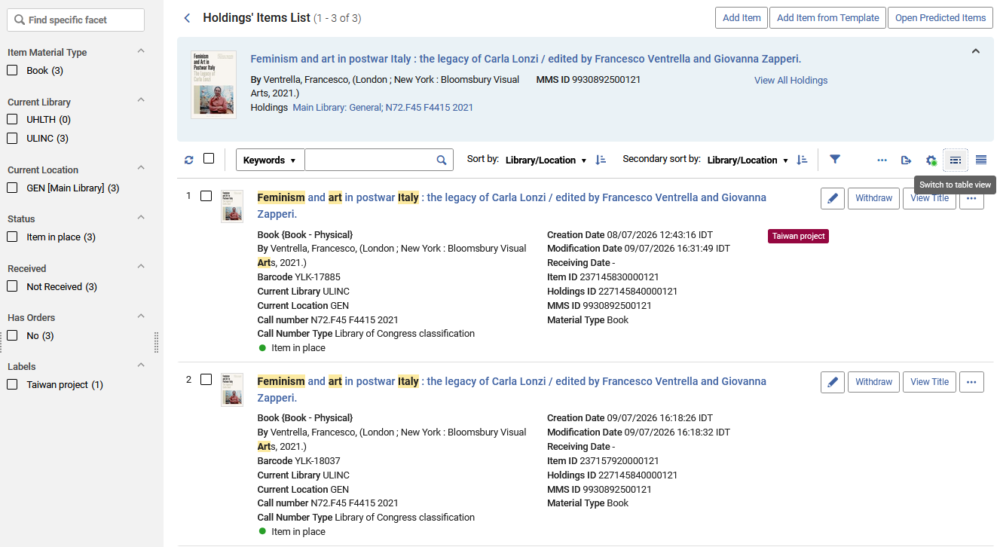 Find specific facet
Item Material Type
Book (3)
Current Library
UHLTH (0)
ULINC (3)
Current Location
GEN [Main Library] (3)
Status
Item in place (3)
Received
Not Received (3)
Has Orders
No (3)
Labels
Taiwan project (1)
Holdings' Items List (1 - 3 of 3)
Add Item
Add Item from Template
Open Predicted Items
Feminism and Art in Postwar Italy
The Legacy of Carla Lonzi
Feminism and art in postwar Italy : the legacy of Carla Lonzi / edited by Francesco Ventrella and Giovanna Zapperi.
By Ventrella, Francesco, (London ; New York : Bloomsbury Visual
Arts, 2021.)
MMS ID 9930892500121
View All Holdings
Holdings Main Library: General; N72.F45 F4415 2021
Keywords
Sort by: Library/Location
Secondary sort by: Library/Location
Switch to table view
1
Feminism and art in postwar Italy : the legacy of Carla Lonzi / edited by Francesco Ventrella and Giovanna
Zapperi.
Withdraw
View Title
Book {Book - Physical}
By Ventrella, Francesco, (London ; New York : Bloomsbury Visual
Arts, 2021.)
Barcode YLK-17885
Current Library ULINC
Current Location GEN
Call number N72.F45 F4415 2021
Call Number Type Library of Congress classification
Item in place
Creation Date 08/07/2026 12:43:16 IDT
Modification Date 09/07/2026 16:31:49 IDT
Receiving Date -
Item ID 237145830000121
Holdings ID 227145840000121
MMS ID 9930892500121
Material Type Book
Taiwan project
2
Feminism and art in postwar Italy : the legacy of Carla Lonzi / edited by Francesco Ventrella and Giovanna
Zapperi.
Withdraw
View Title
Book {Book - Physical}
By Ventrella, Francesco, (London ; New York : Bloomsbury Visual
Arts, 2021.)
Barcode YLK-18037
Current Library ULINC
Current Location GEN
Call number N72.F45 F4415 2021
Call Number Type Library of Congress classification
Item in place
Creation Date 09/07/2026 16:18:26 IDT
Modification Date 09/07/2026 16:18:32 IDT
Receiving Date -
Item ID 237157920000121
Holdings ID 227145840000121
MMS ID 9930892500121
Material Type Book